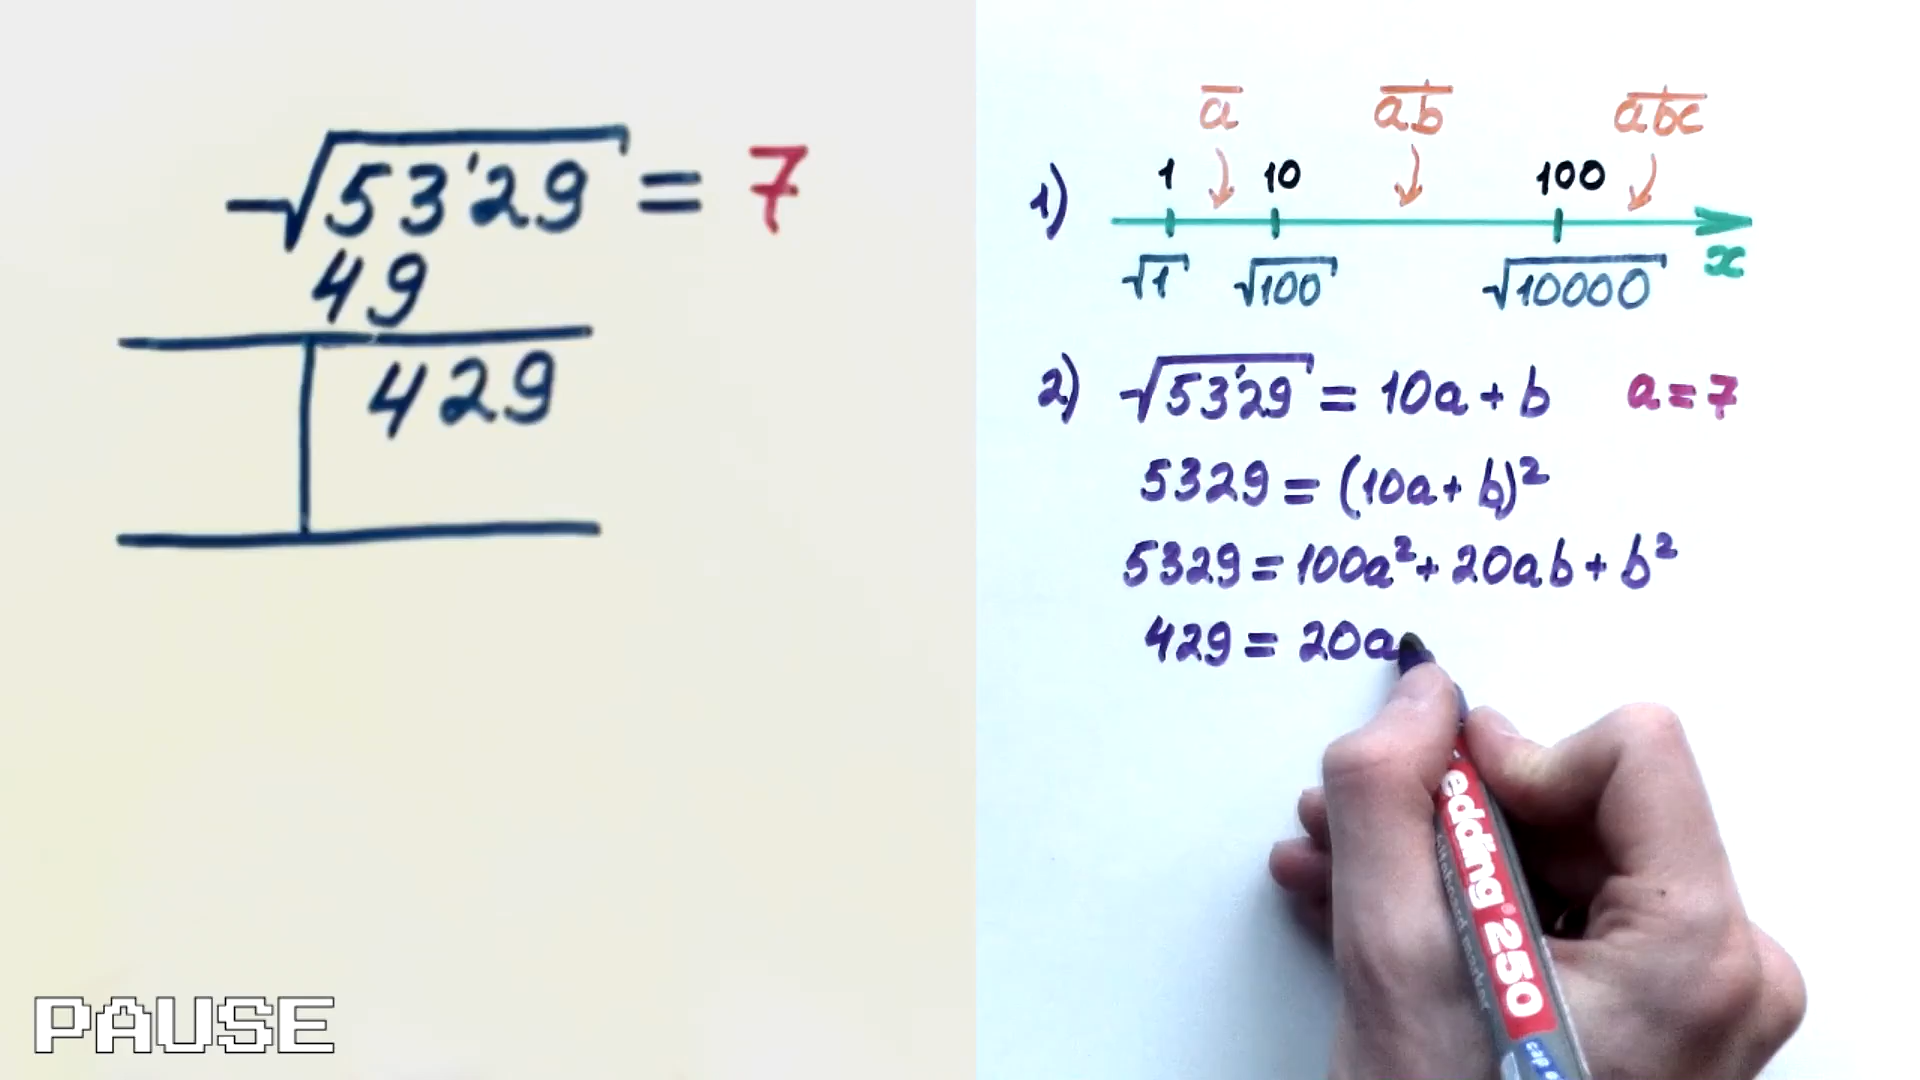 √53'29 = 7
49
429
PAUSE
a ab abc
1) 1 10 100
√1 √100 √10000 x
2) √53'29 = 10a + b a = 7
5329 = (10a + b)²
5329 = 100a² + 20ab + b²
429 = 20a
edding 250